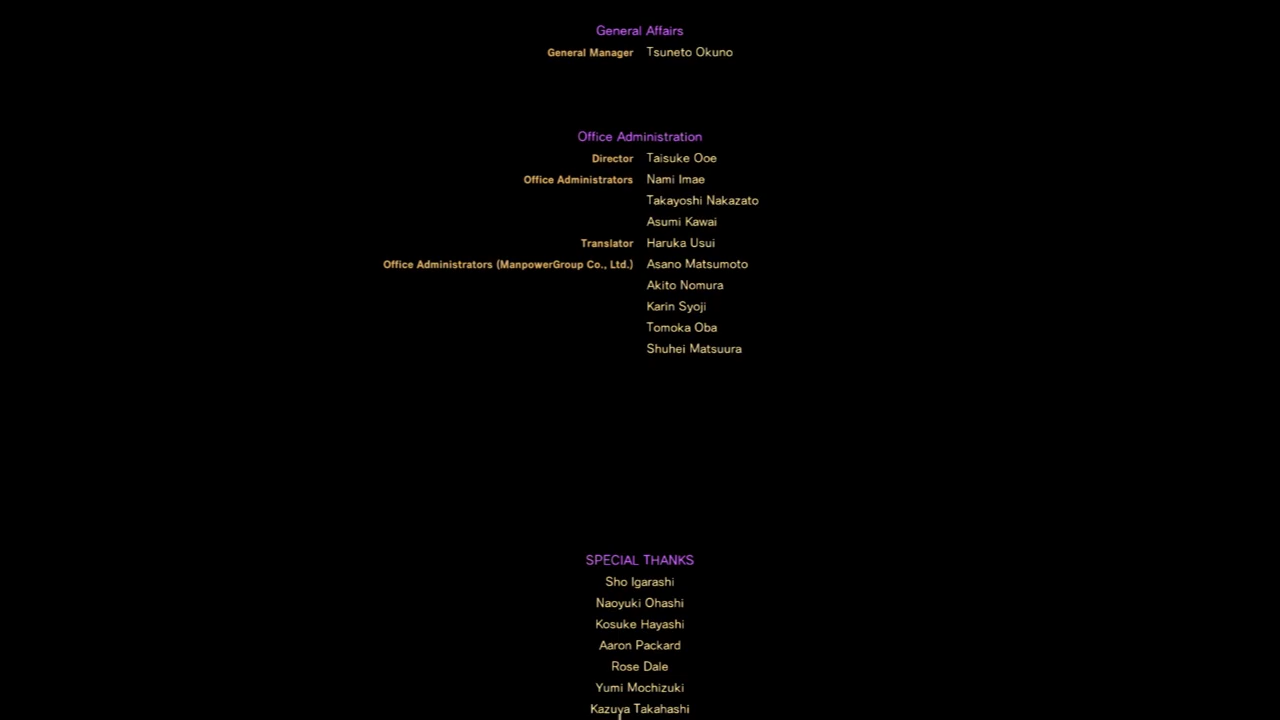 General Affairs
General Manager Tsuneto Okuno
Office Administration
Director Taisuke Ooe
Office Administrators Nami Imae
Takayoshi Nakazato
Asumi Kawai
Translator Haruka Usui
Office Administrators (ManpowerGroup Co., Ltd.) Asano Matsumoto
Akito Nomura
Karin Syoji
Tomoka Oba
Shuhei Matsuura
SPECIAL THANKS
Sho Igarashi
Naoyuki Ohashi
Kosuke Hayashi
Aaron Packard
Rose Dale
Yumi Mochizuki
Kazuya Takahashi